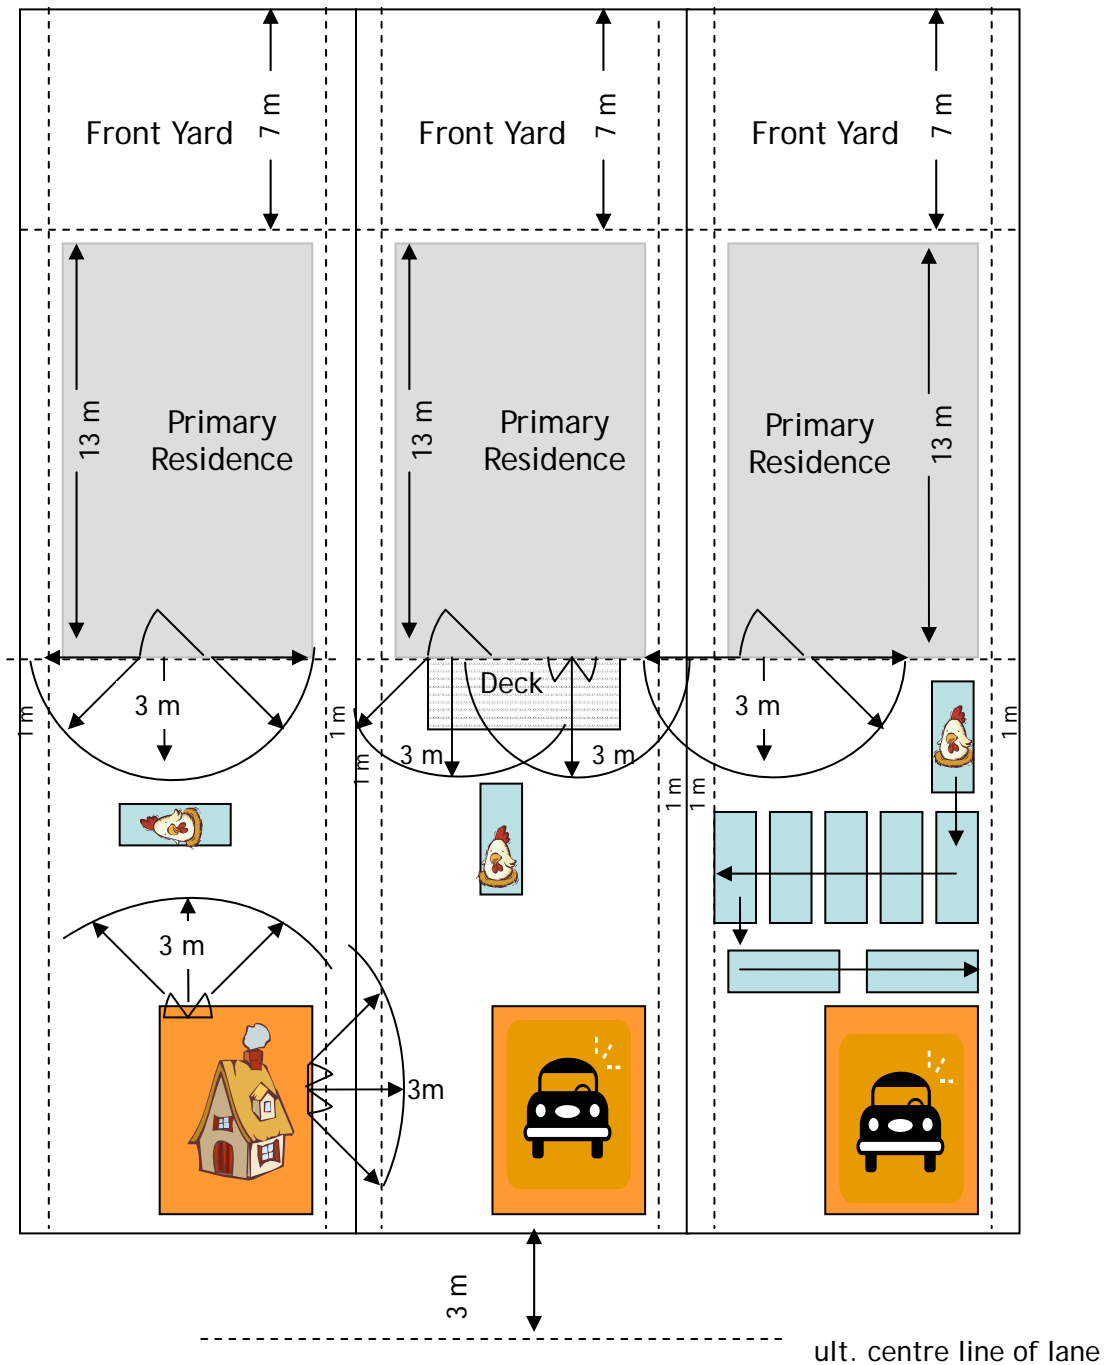 Front Yard
7 m
Front Yard
7 m
Front Yard
7 m
13 m
Primary
Residence
13 m
Primary
Residence
Primary
Residence
13 m
1 m
3 m
1 m
1 m
Deck
3 m
3 m
1 m
1 m
3 m
1 m
3 m
3m
3 m
ult. centre line of lane